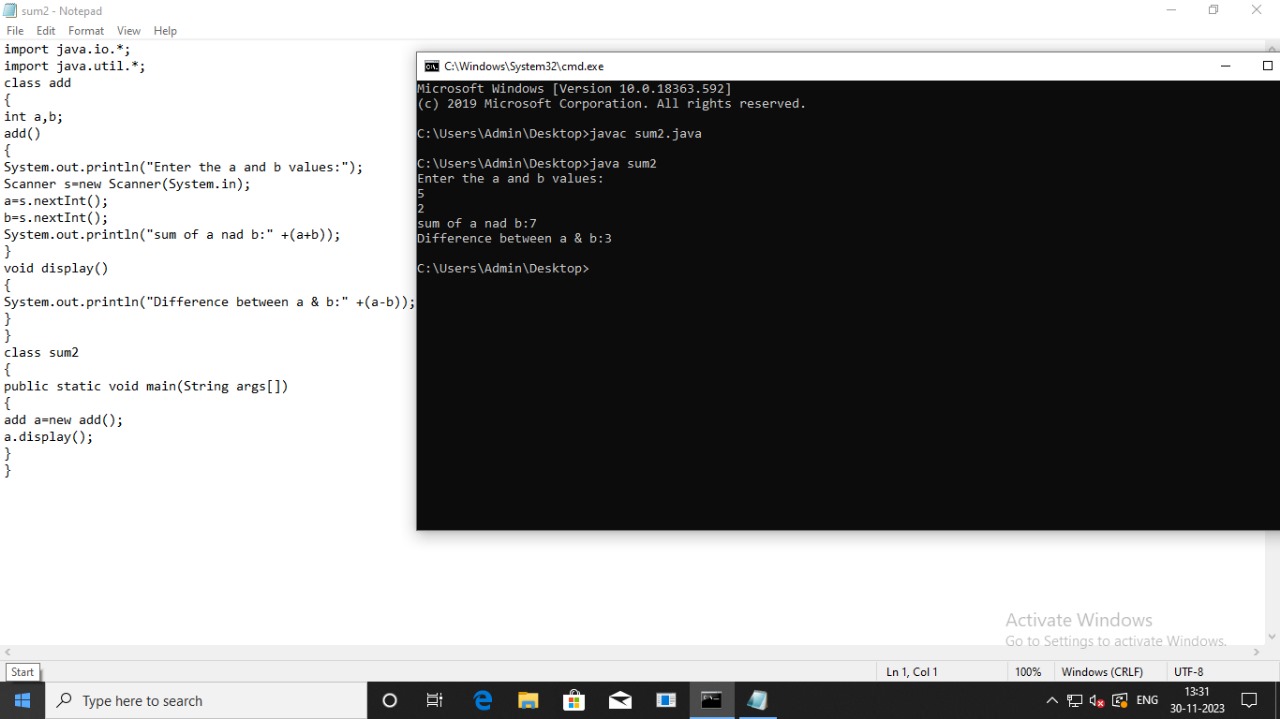 sum2 - Notepad
File Edit Format View Help
import java.io.*;
import java.util.*;
class add
{
int a,b;
add()
{
System.out.println("Enter the a and b values:");
Scanner s=new Scanner(System.in);
a=s.nextInt();
b=s.nextInt();
System.out.println("sum of a nad b:" +(a+b));
}
void display()
{
System.out.println("Difference between a & b:" +(a-b));
}
}
class sum2
{
public static void main(String args[])
{
add a=new add();
a.display();
}
}
C:\Windows\System32\cmd.exe
Microsoft Windows [Version 10.0.18363.592]
(c) 2019 Microsoft Corporation. All rights reserved.
C:\Users\Admin\Desktop>javac sum2.java
C:\Users\Admin\Desktop>java sum2
Enter the a and b values:
5
2
sum of a nad b:7
Difference between a & b:3
C:\Users\Admin\Desktop>
Activate Windows
Go to Settings to activate Windows.
Start
Ln 1, Col 1 100% Windows (CRLF) UTF-8
Type here to search
ENG
13:31
30-11-2023